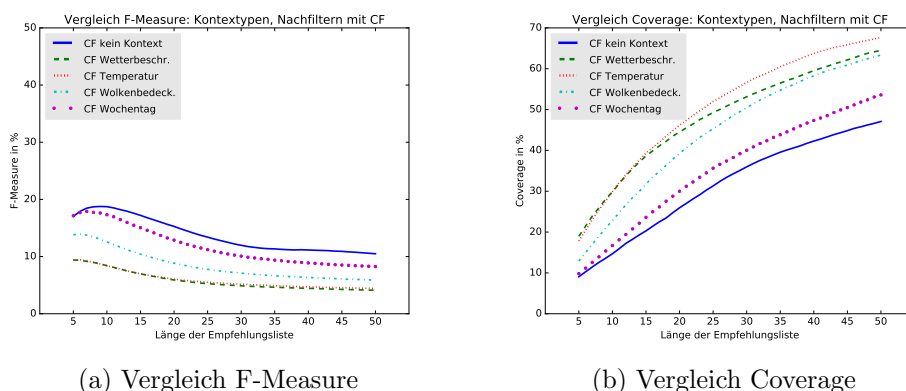 Vergleich F-Measure: Kontextypen, Nachfiltern mit CF
50
40
30
20
10
0
F-Measure in %
CF kein Kontext
CF Wetterbeschr.
CF Temperatur
CF Wolkenbedeck.
CF Wochentag
5 10 15 20 25 30 35 40 45 50
Länge der Empfehlungsliste
(a) Vergleich F-Measure
Vergleich Coverage: Kontextypen, Nachfiltern mit CF
70
60
50
40
30
20
10
0
Coverage in %
CF kein Kontext
CF Wetterbeschr.
CF Temperatur
CF Wolkenbedeck.
CF Wochentag
5 10 15 20 25 30 35 40 45 50
Länge der Empfehlungsliste
(b) Vergleich Coverage